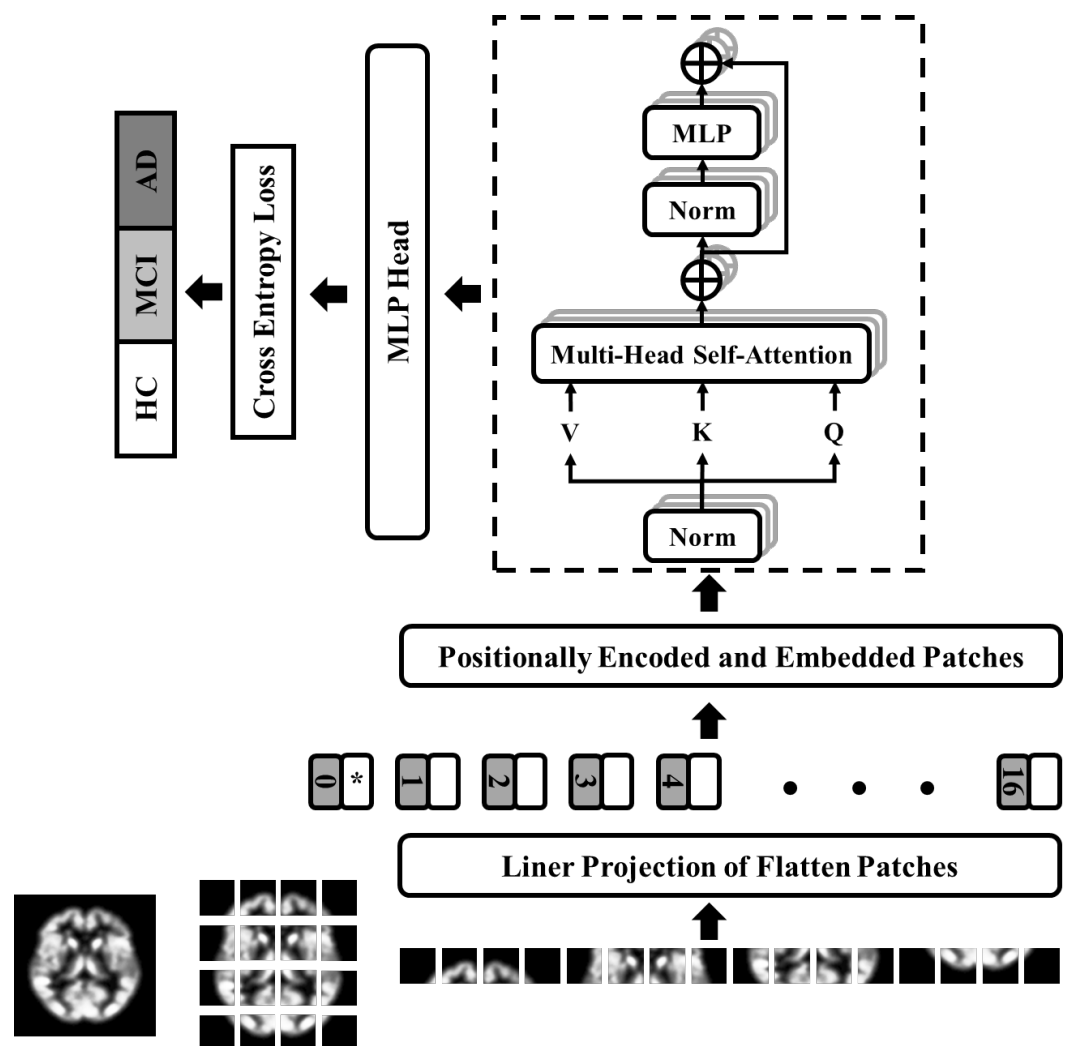 MLP
Norm
Multi-Head Self-Attention
V K Q
Norm
AD
MCI
HC
Cross Entropy Loss
MLP Head
Positionally Encoded and Embedded Patches
0 * 1 2 3 4 16
Liner Projection of Flatten Patches